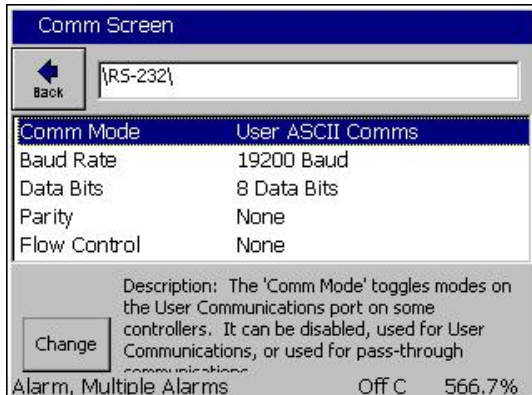 Comm Screen
Back
\RS-232\
Comm Mode User ASCII Comms
Baud Rate 19200 Baud
Data Bits 8 Data Bits
Parity None
Flow Control None
Description: The 'Comm Mode' toggles modes on
the User Communications port on some
controllers. It can be disabled, used for User
Communications, or used for pass-through
Change
Alarm, Multiple Alarms Off C 566.7%